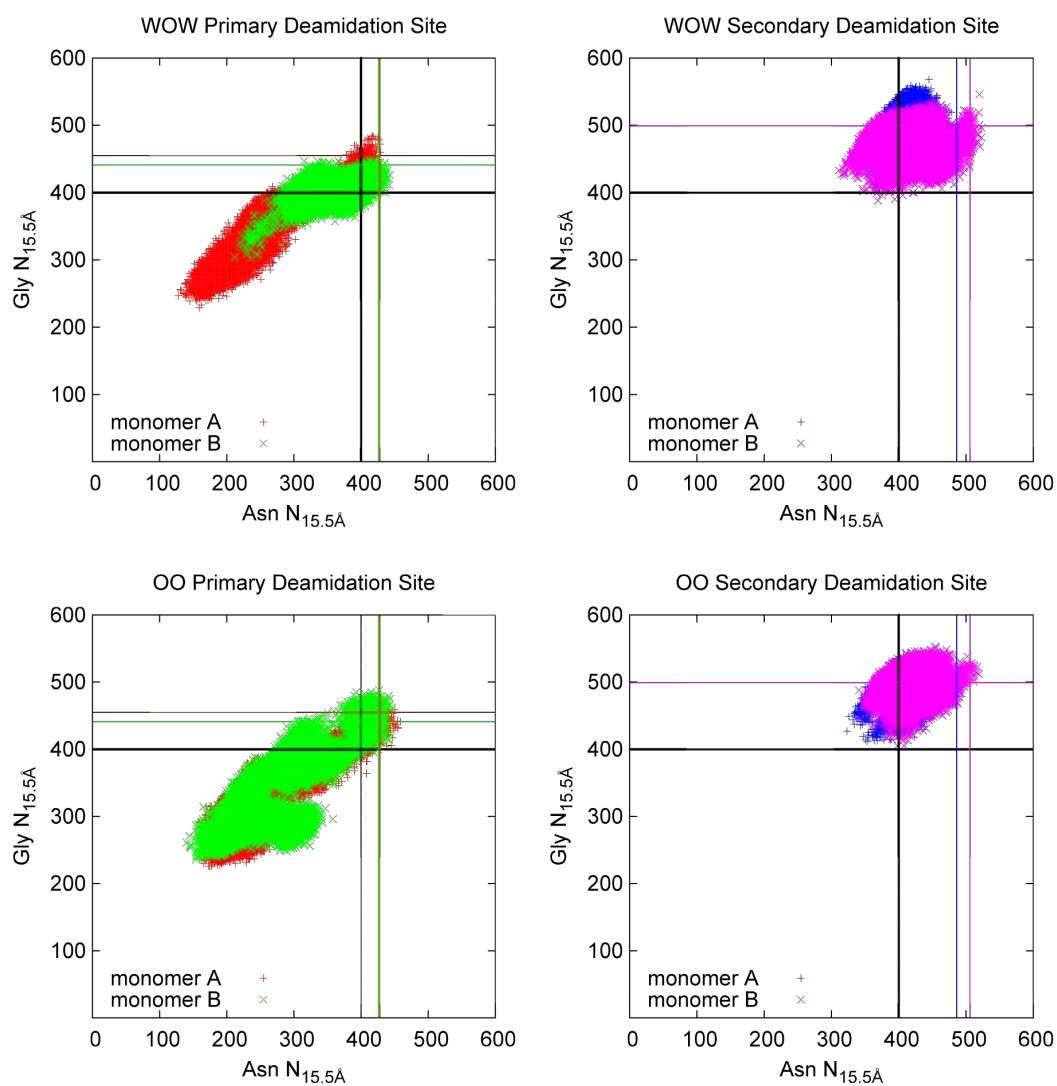 WOW Primary Deamidation Site
600
500
400
300
200
100
Gly N15.5Å
monomer A
monomer B
0 100 200 300 400 500 600
Asn N15.5Å
WOW Secondary Deamidation Site
600
500
400
300
200
100
Gly N15.5Å
monomer A
monomer B
0 100 200 300 400 500 600
Asn N15.5Å
OO Primary Deamidation Site
600
500
400
300
200
100
Gly N15.5Å
monomer A
monomer B
0 100 200 300 400 500 600
Asn N15.5Å
OO Secondary Deamidation Site
600
500
400
300
200
100
Gly N15.5Å
monomer A
monomer B
0 100 200 300 400 500 600
Asn N15.5Å